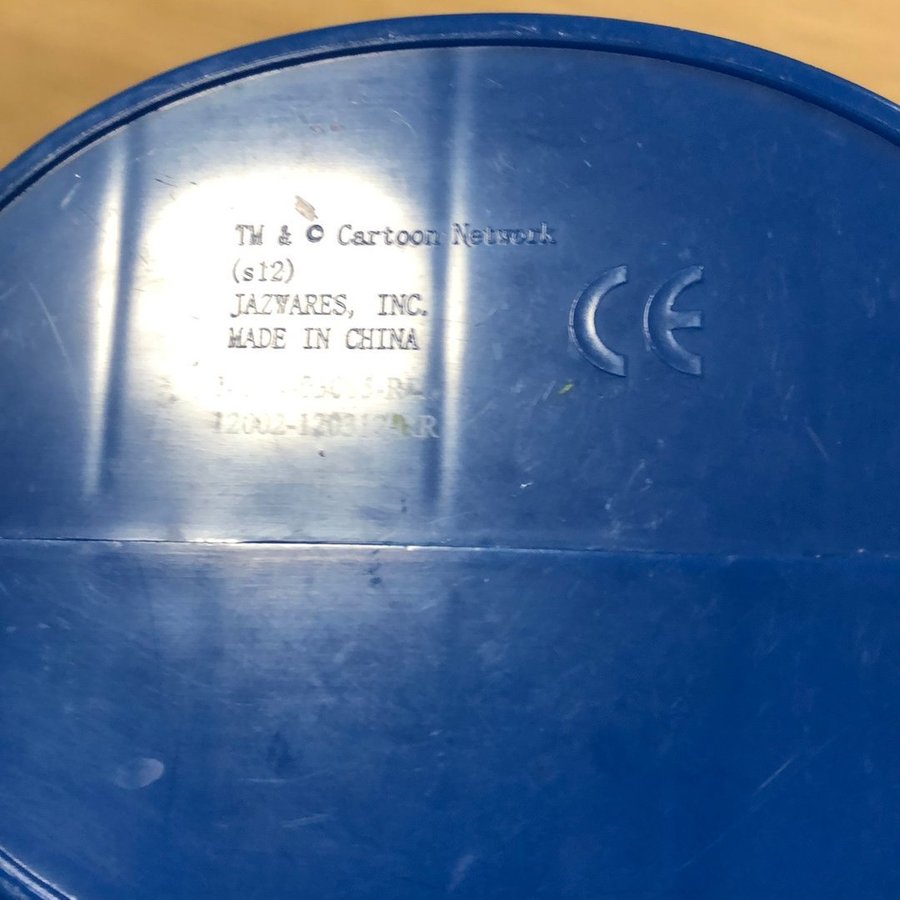 TM & © Cartoon Network
(s12)
JAZWARES, INC.
MADE IN CHINA
CE